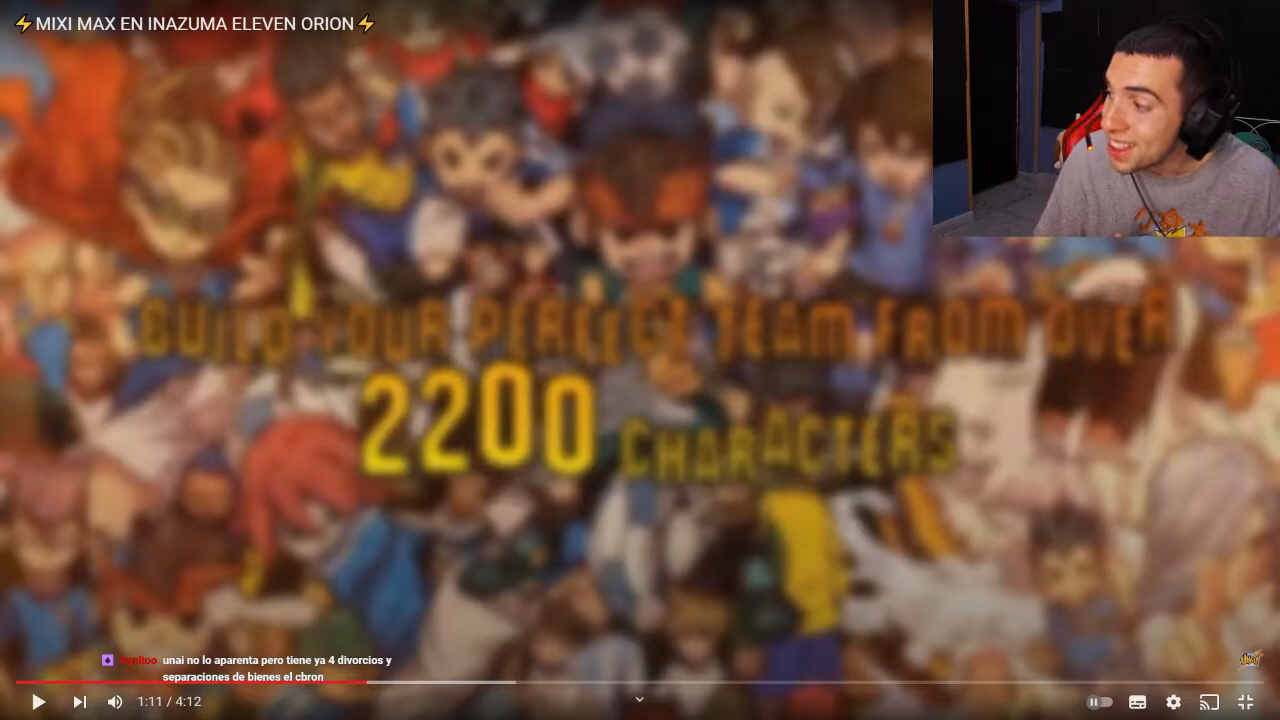 ⚡MIXI MAX EN INAZUMA ELEVEN ORION⚡
BUILD YOUR PERFECT TEAM FROM OVER
2200 CHARACTERS
unai no lo aparenta pero tiene ya 4 divorcios y
separaciones de bienes el cbron
1:11 / 4:12